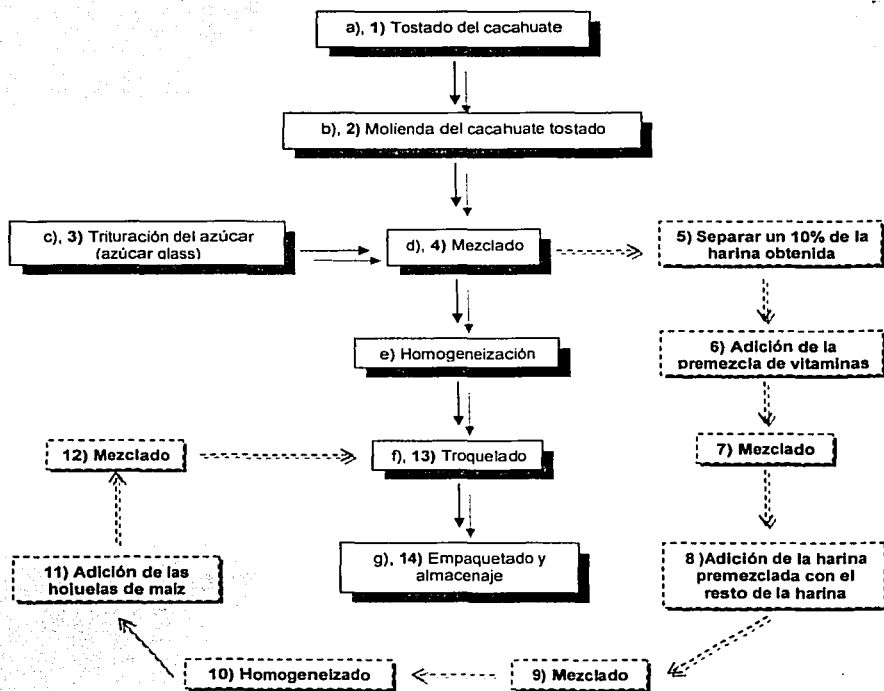 a), 1) Tostado del cacahuate
b), 2) Molienda del cacahuate tostado
c), 3) Trituración del azúcar
(azúcar glass)
d), 4) Mezclado
5) Separar un 10% de la
harina obtenida
e) Homogeneización
6) Adición de la
premezcla de vitaminas
12) Mezclado
f), 13) Troquelado
7) Mezclado
11) Adición de las
hojuelas de maíz
g), 14) Empaquetado y
almacenaje
8 )Adición de la harina
premezclada con el
resto de la harina
10) Homogeneizado
9) Mezclado